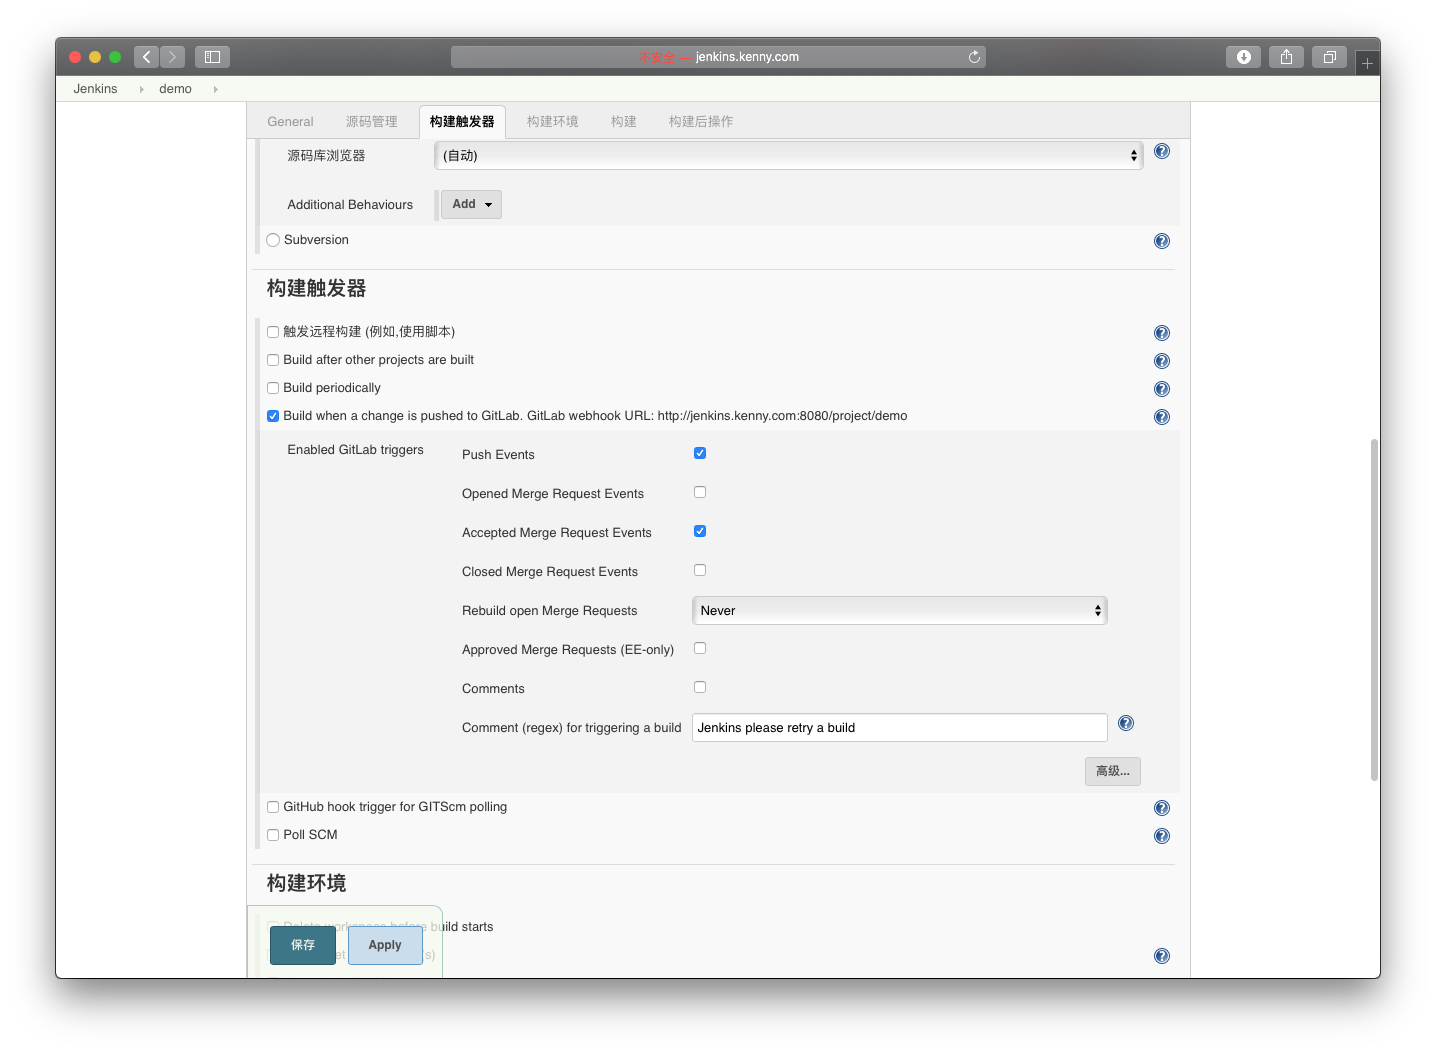 不安全 — jenkins.kenny.com
Jenkins demo
General 源码管理 构建触发器 构建环境 构建 构建后操作
源码库浏览器 (自动)
Additional Behaviours Add
Subversion
构建触发器
触发远程构建 (例如,使用脚本)
Build after other projects are built
Build periodically
Build when a change is pushed to GitLab. GitLab webhook URL: http://jenkins.kenny.com:8080/project/demo
Enabled GitLab triggers
Push Events
Opened Merge Request Events
Accepted Merge Request Events
Closed Merge Request Events
Rebuild open Merge Requests Never
Approved Merge Requests (EE-only)
Comments
Comment (regex) for triggering a build Jenkins please retry a build
高级...
GitHub hook trigger for GITScm polling
Poll SCM
构建环境
Delete workspace before build starts
保存 Apply